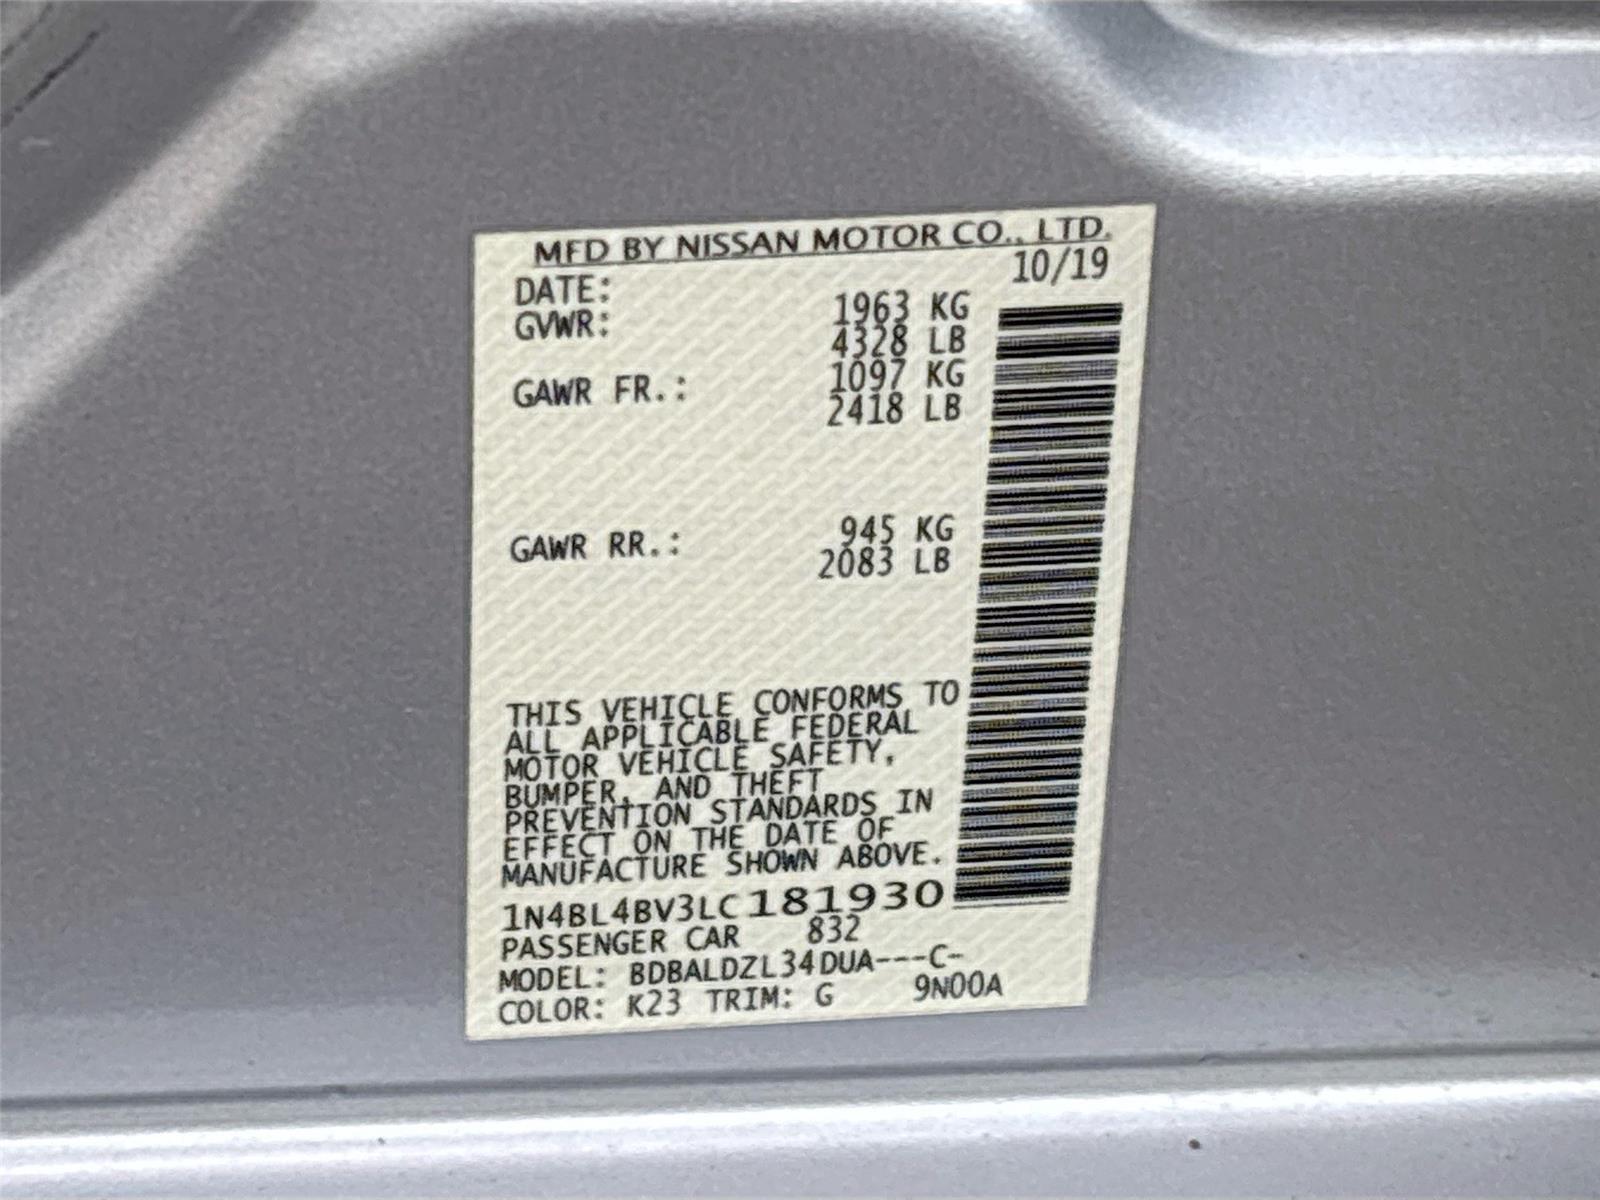 MFD BY NISSAN MOTOR CO., LTD.
DATE: 10/19
GVWR: 1963 KG
4328 LB
GAWR FR.: 1097 KG
2418 LB
GAWR RR.: 945 KG
2083 LB
THIS VEHICLE CONFORMS TO
ALL APPLICABLE FEDERAL
MOTOR VEHICLE SAFETY,
BUMPER, AND THEFT
PREVENTION STANDARDS IN
EFFECT ON THE DATE OF
MANUFACTURE SHOWN ABOVE.
1N4BL4BV3LC181930
PASSENGER CAR 832
MODEL: BDBALDZL34DUA---C-
COLOR: K23 TRIM: G 9N00A